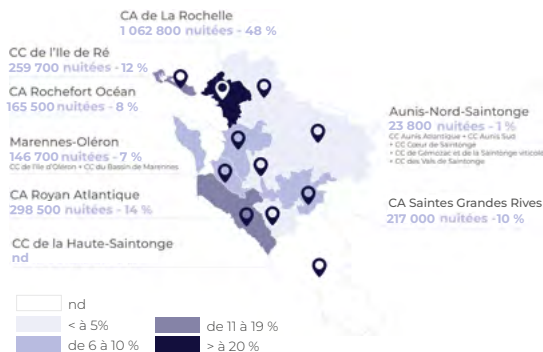 CA de La Rochelle
1 062 800 nuitées - 48 %
CC de l'Ile de Ré
259 700 nuitées - 12 %
CA Rochefort Océan
165 500 nuitées - 8 %
Marennes-Oléron
146 700 nuitées - 7 %
CC de l'Ile d'Oléron + CC du Bassin de Marennes
CA Royan Atlantique
298 500 nuitées - 14 %
CC de la Haute-Saintonge
nd
Aunis-Nord-Saintonge
23 800 nuitées - 1 %
CC Aunis Atlantique + CC Aunis Sud
+ CC Cœur de Saintonge
+ CC de Gémozac et de la Saintonge viticole
+ CC des Vals de Saintonge
CA Saintes Grandes Rives
217 000 nuitées -10 %
nd
< à 5%
de 6 à 10 %
de 11 à 19 %
> à 20 %